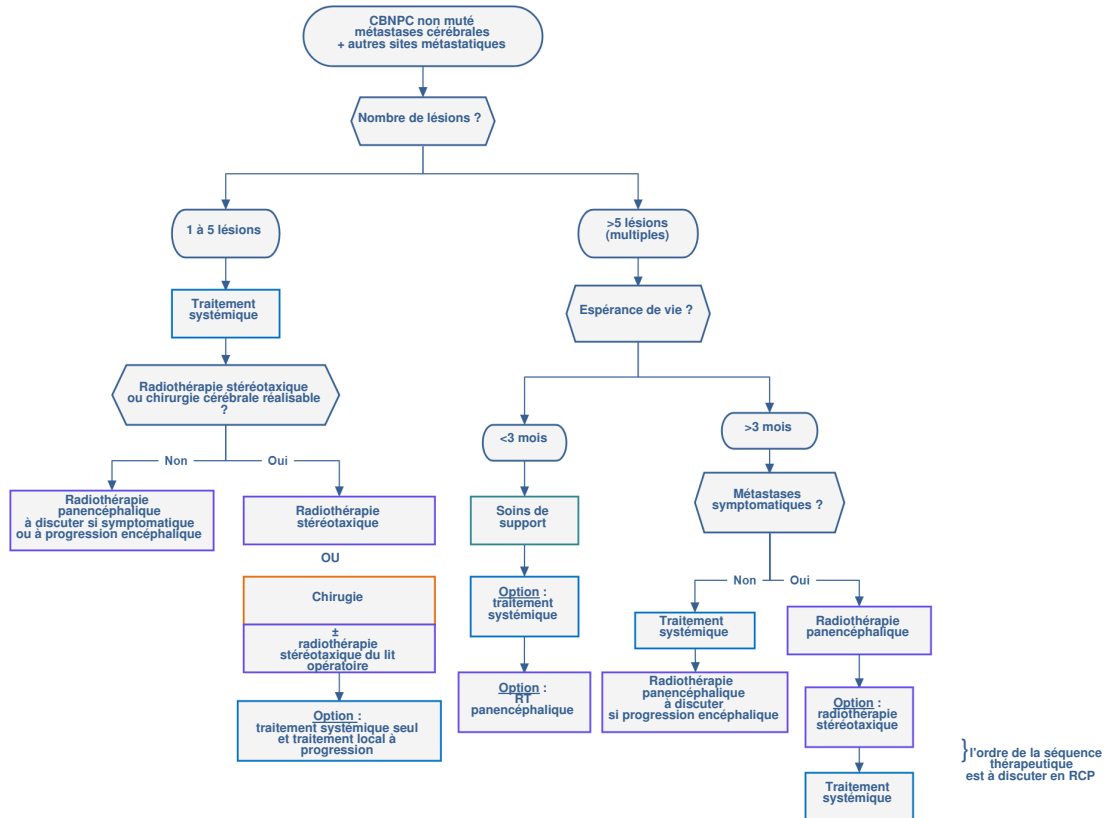 CBNPC non muté
métastases cérébrales
+ autres sites métastatiques
Nombre de lésions ?
1 à 5 lésions
>5 lésions
(multiples)
Traitement
systémique
Espérance de vie ?
Radiothérapie stéréotaxique
ou chirurgie cérébrale réalisable
?
<3 mois
>3 mois
Non
Oui
Radiothérapie
panencéphalique
à discuter si symptomatique
ou à progression encéphalique
Radiothérapie
stéréotaxique
Soins de
support
Métastases
symptomatiques ?
OU
Chirugie
±
radiothérapie
stéréotaxique du lit
opératoire
Option :
traitement systémique seul
et traitement local à
progression
Option :
traitement
systémique
Option :
RT
panencéphalique
Non
Oui
Traitement
systémique
Radiothérapie
panencéphalique
Radiothérapie
panencéphalique
à discuter
si progression encéphalique
Option :
radiothérapie
stéréotaxique
Traitement
systémique
}l'ordre de la séquence
thérapeutique
est à discuter en RCP